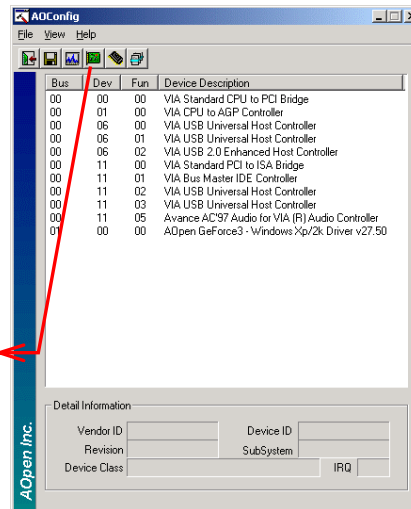 AOConfig
File View Help
Bus Dev Fun Device Description
00 00 00 VIA Standard CPU to PCI Bridge
00 01 00 VIA CPU to AGP Controller
00 06 00 VIA USB Universal Host Controller
00 06 01 VIA USB Universal Host Controller
00 06 02 VIA USB 2.0 Enhanced Host Controller
00 11 00 VIA Standard PCI to ISA Bridge
00 11 01 VIA Bus Master IDE Controller
00 11 02 VIA USB Universal Host Controller
00 11 03 VIA USB Universal Host Controller
00 11 05 Avance AC'97 Audio for VIA (R) Audio Controller
01 00 00 AOpen GeForce3 - Windows Xp/2k Driver v27.50
Detail Information
Vendor ID Device ID
Revision SubSystem
Device Class IRQ
AOpen Inc.